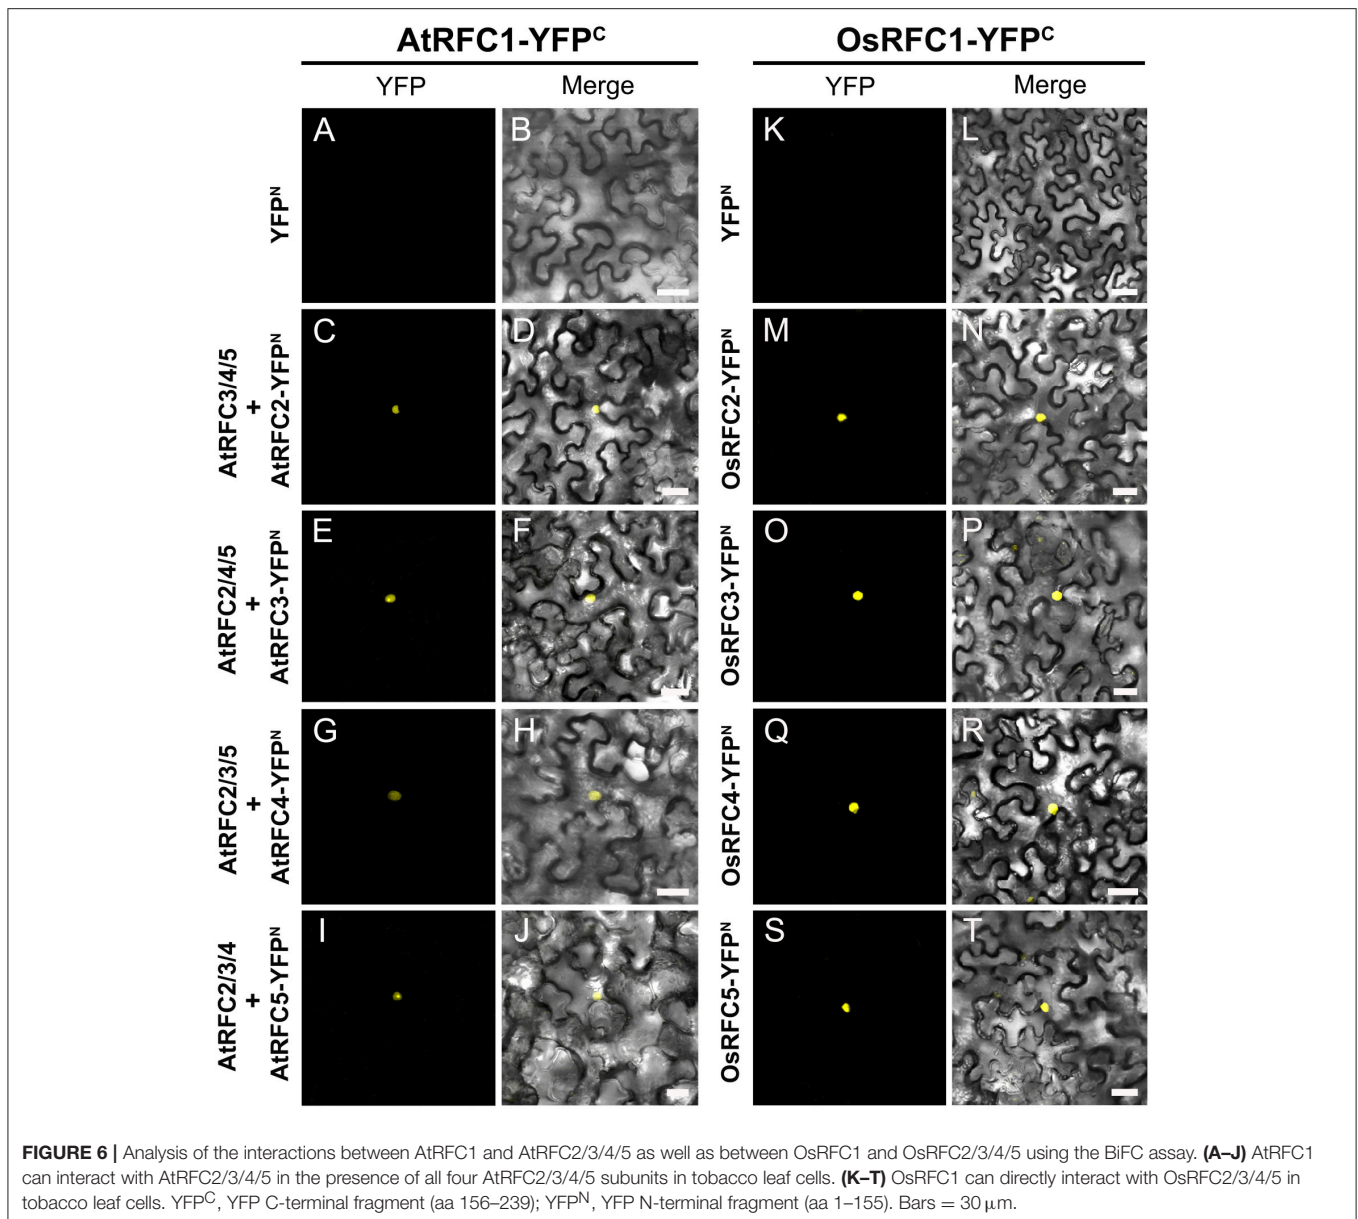 AtRFC1-YFPC OsRFC1-YFPC
YFP Merge YFP Merge
YFPN A B YFPN K L
AtRFC3/4/5
+
AtRFC2-YFPN
C D
OsRFC2-YFPN
M N
AtRFC2/4/5
+
AtRFC3-YFPN
E F
OsRFC3-YFPN
O P
AtRFC2/3/5
+
AtRFC4-YFPN
G H
OsRFC4-YFPN
Q R
AtRFC2/3/4
+
AtRFC5-YFPN
I J
OsRFC5-YFPN
S T
FIGURE 6 | Analysis of the interactions between AtRFC1 and AtRFC2/3/4/5 as well as between OsRFC1 and OsRFC2/3/4/5 using the BiFC assay. (A–J) AtRFC1
can interact with AtRFC2/3/4/5 in the presence of all four AtRFC2/3/4/5 subunits in tobacco leaf cells. (K–T) OsRFC1 can directly interact with OsRFC2/3/4/5 in
tobacco leaf cells. YFPC, YFP C-terminal fragment (aa 156–239); YFPN, YFP N-terminal fragment (aa 1–155). Bars = 30 μm.